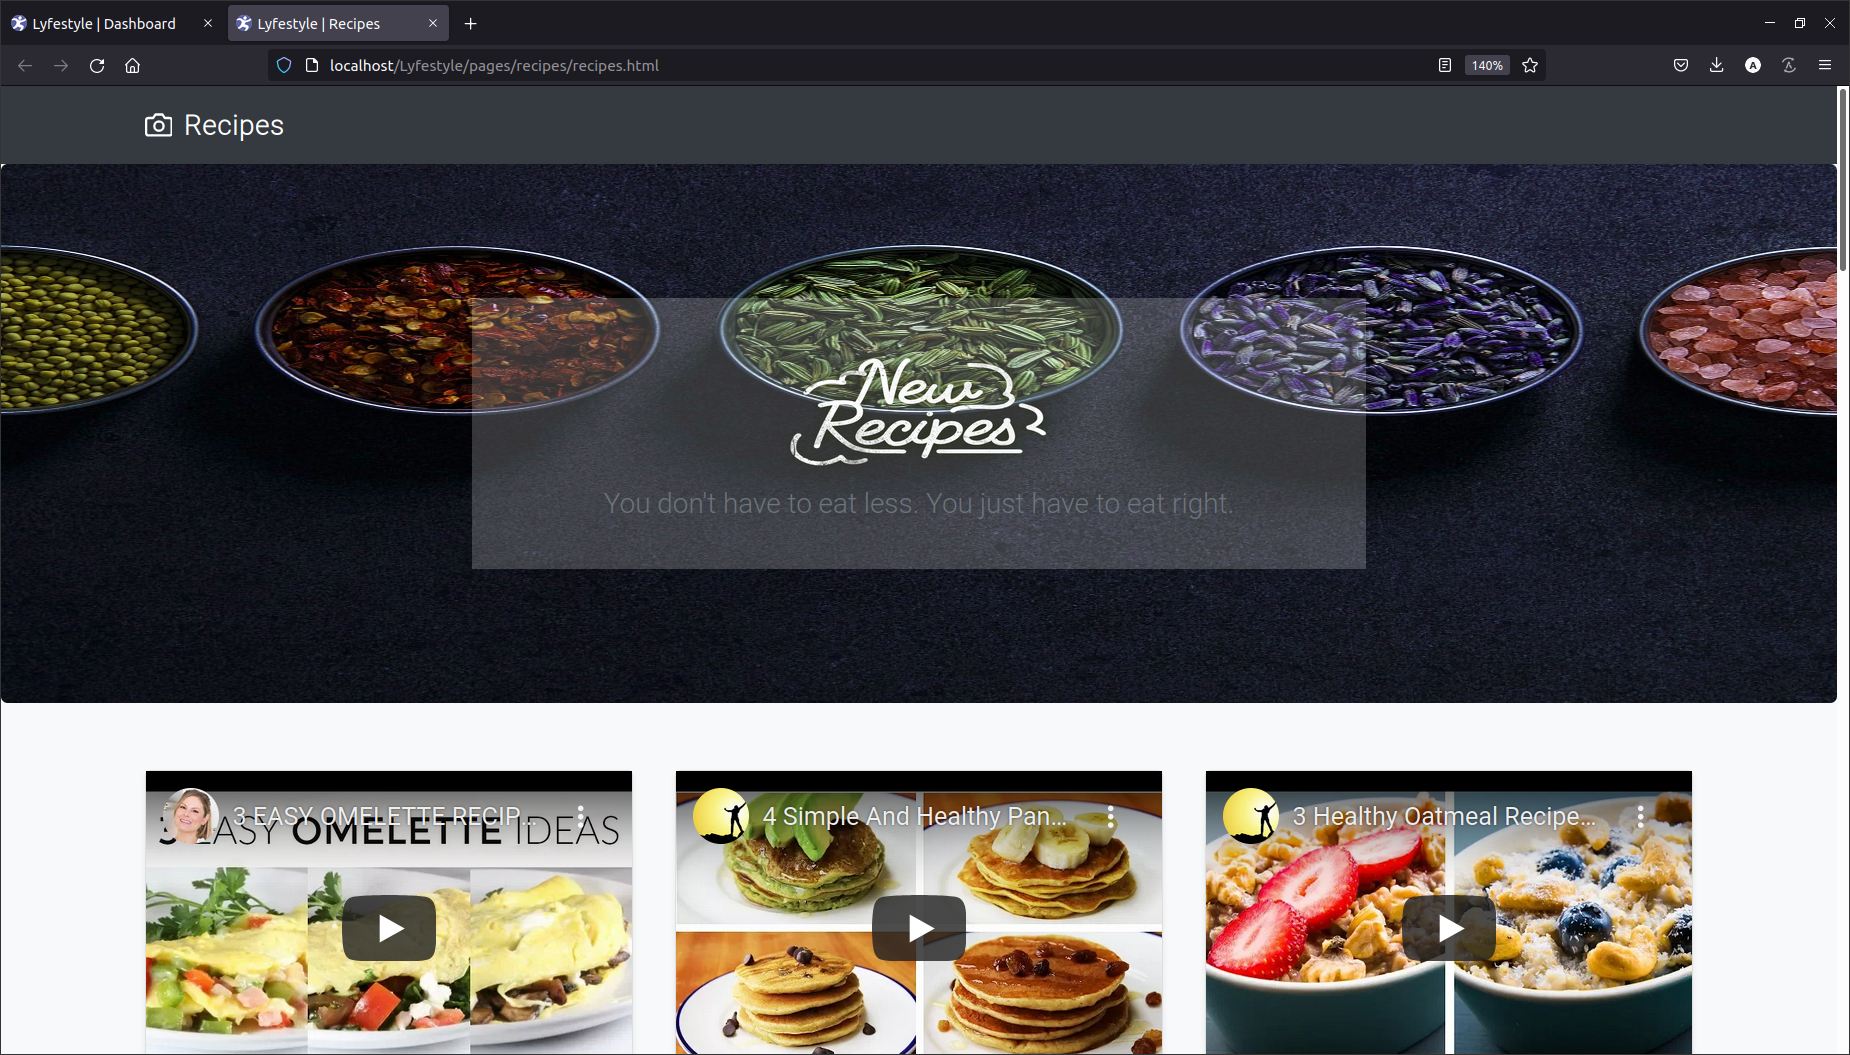 Lyfestyle | Dashboard
Lyfestyle | Recipes
localhost/Lyfestyle/pages/recipes/recipes.html
140%
A
Recipes
New
Recipes
You don't have to eat less. You just have to eat right.
3 EASY OMELETTE RECIP...
3 EASY OMELETTE IDEAS
4 Simple And Healthy Pan...
3 Healthy Oatmeal Recipe...